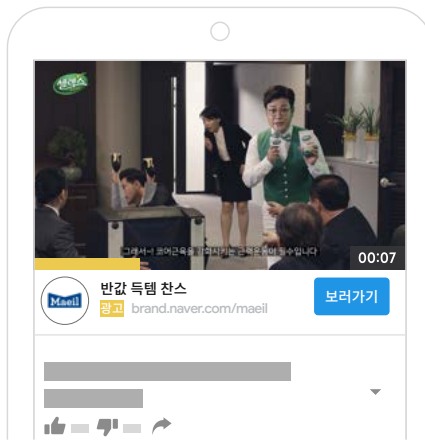 셀렉스
그래서~! 코어근육을 강화시키는 근력운동이 필수입니다
00:07
Maeil
반값 득템 찬스
광고 brand.naver.com/maeil
보러가기